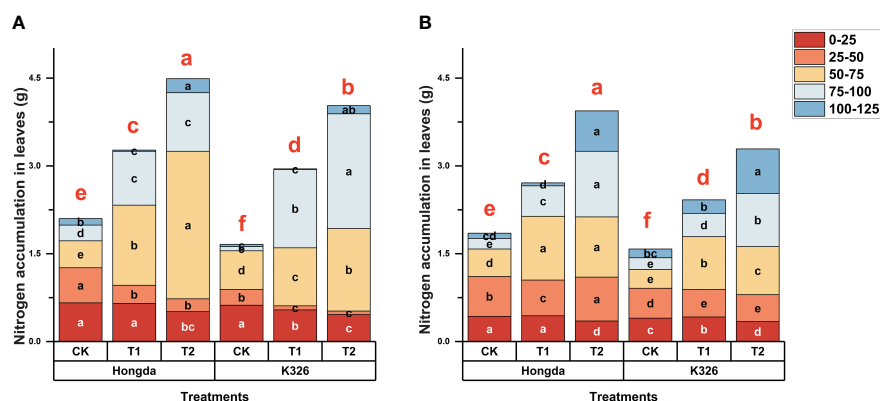 A
Nitrogen accumulation in leaves (g)
4.5
3.0
1.5
0.0
e
c
a
f
d
b
b
d
e
a
a
c
c
b
b
a
a
c
a
b
bc
c
b
e
d
b
a
c
b
c
c
b
ab
a
b
c
c
CK
T1
T2
CK
T1
T2
Hongda
K326
Treatments
B
Nitrogen accumulation in leaves (g)
4.5
3.0
1.5
0.0
e
c
a
f
d
b
cd
e
d
b
a
d
c
a
c
a
a
a
a
a
d
bc
e
e
d
c
b
d
b
e
b
a
b
c
e
d
CK
T1
T2
CK
T1
T2
Hongda
K326
Treatments
0-25
25-50
50-75
75-100
100-125